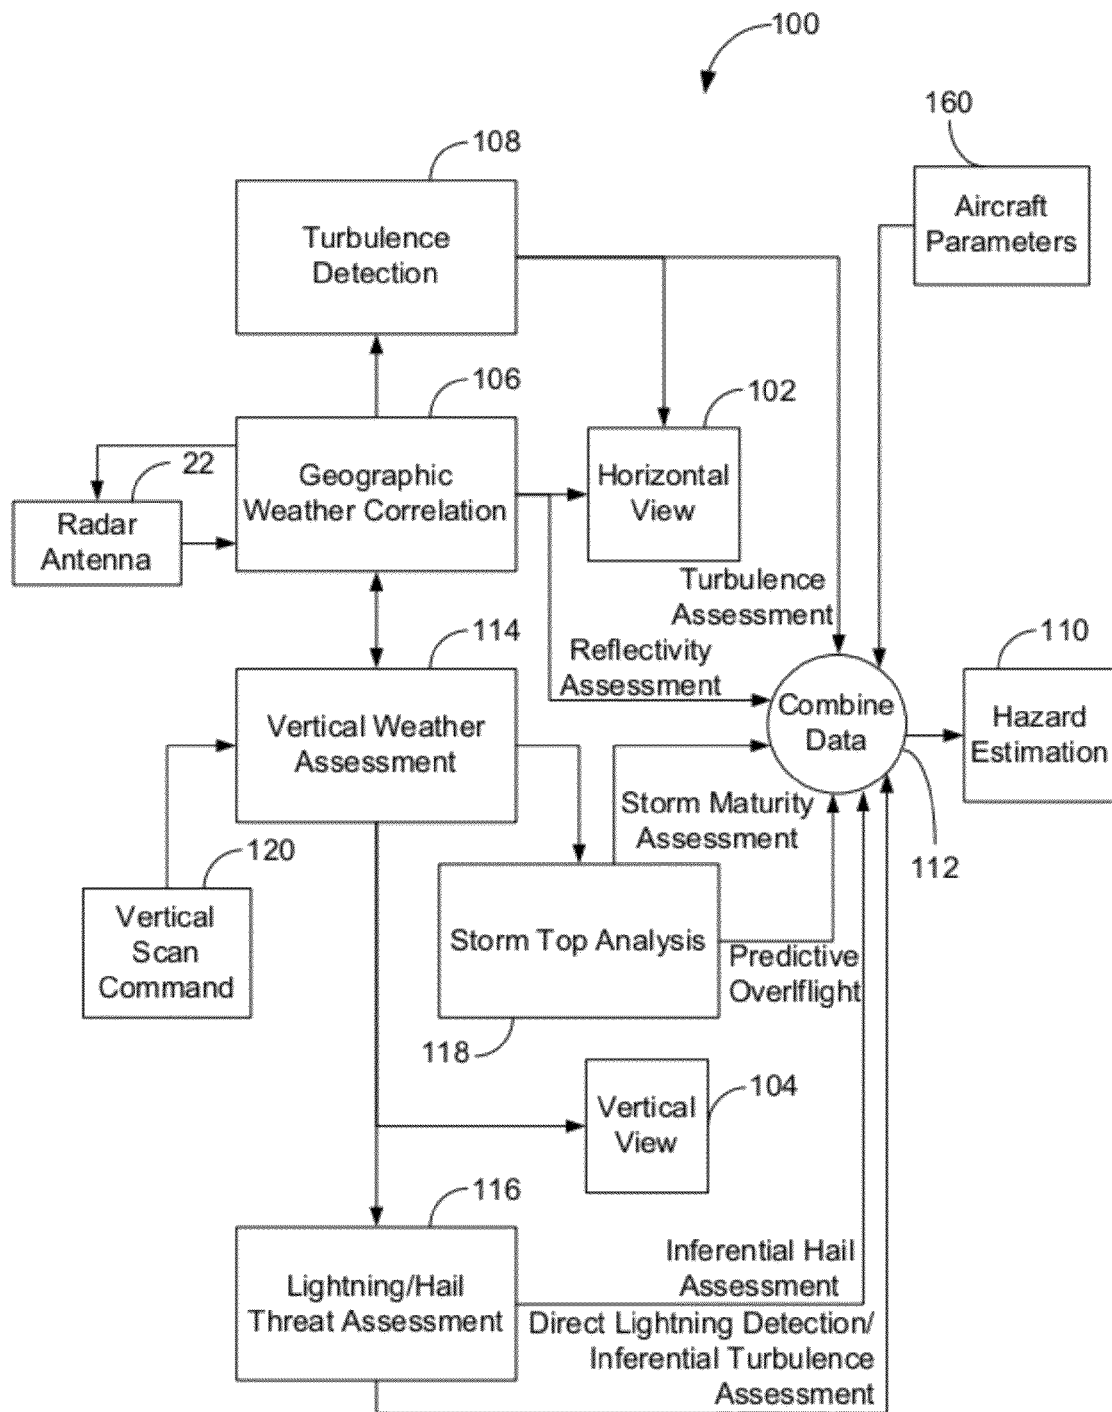 100
160
108
Aircraft
Parameters
Turbulence
Detection
106
102
22
Geographic
Weather Correlation
Horizontal
View
Radar
Antenna
Turbulence
Assessment
114
110
Reflectivity
Assessment
Combine
Data
Hazard
Estimation
Vertical Weather
Assessment
Storm Maturity
Assessment
120
112
Vertical
Scan
Command
Storm Top Analysis
Predictive
Overlflight
118
104
Vertical
View
116
Inferential Hail
Assessment
Lightning/Hail
Threat Assessment
Direct Lightning Detection/
Inferential Turbulence
Assessment